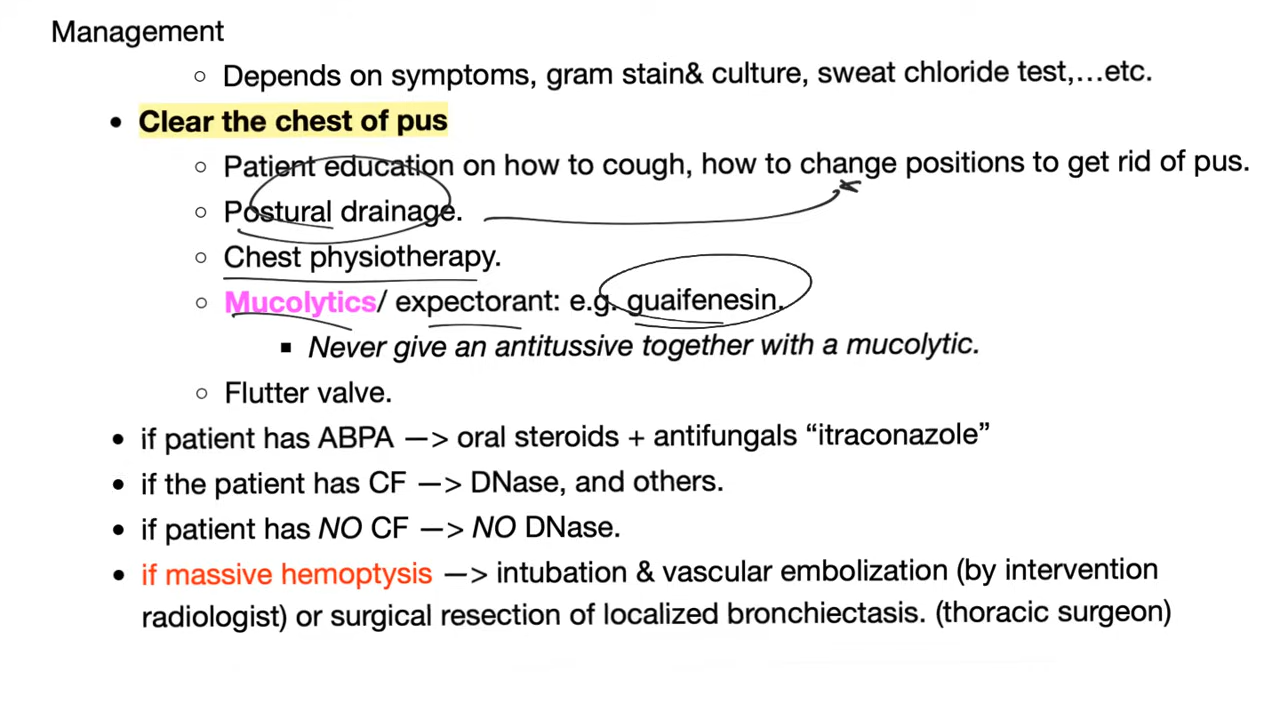 Management
○ Depends on symptoms, gram stain& culture, sweat chloride test,…etc.
• Clear the chest of pus
○ Patient education on how to cough, how to change positions to get rid of pus.
○ Postural drainage.
○ Chest physiotherapy.
○ Mucolytics/ expectorant: e.g. guaifenesin.
▪ Never give an antitussive together with a mucolytic.
○ Flutter valve.
• if patient has ABPA —> oral steroids + antifungals “itraconazole”
• if the patient has CF —> DNase, and others.
• if patient has NO CF —> NO DNase.
• if massive hemoptysis —> intubation & vascular embolization (by intervention
radiologist) or surgical resection of localized bronchiectasis. (thoracic surgeon)